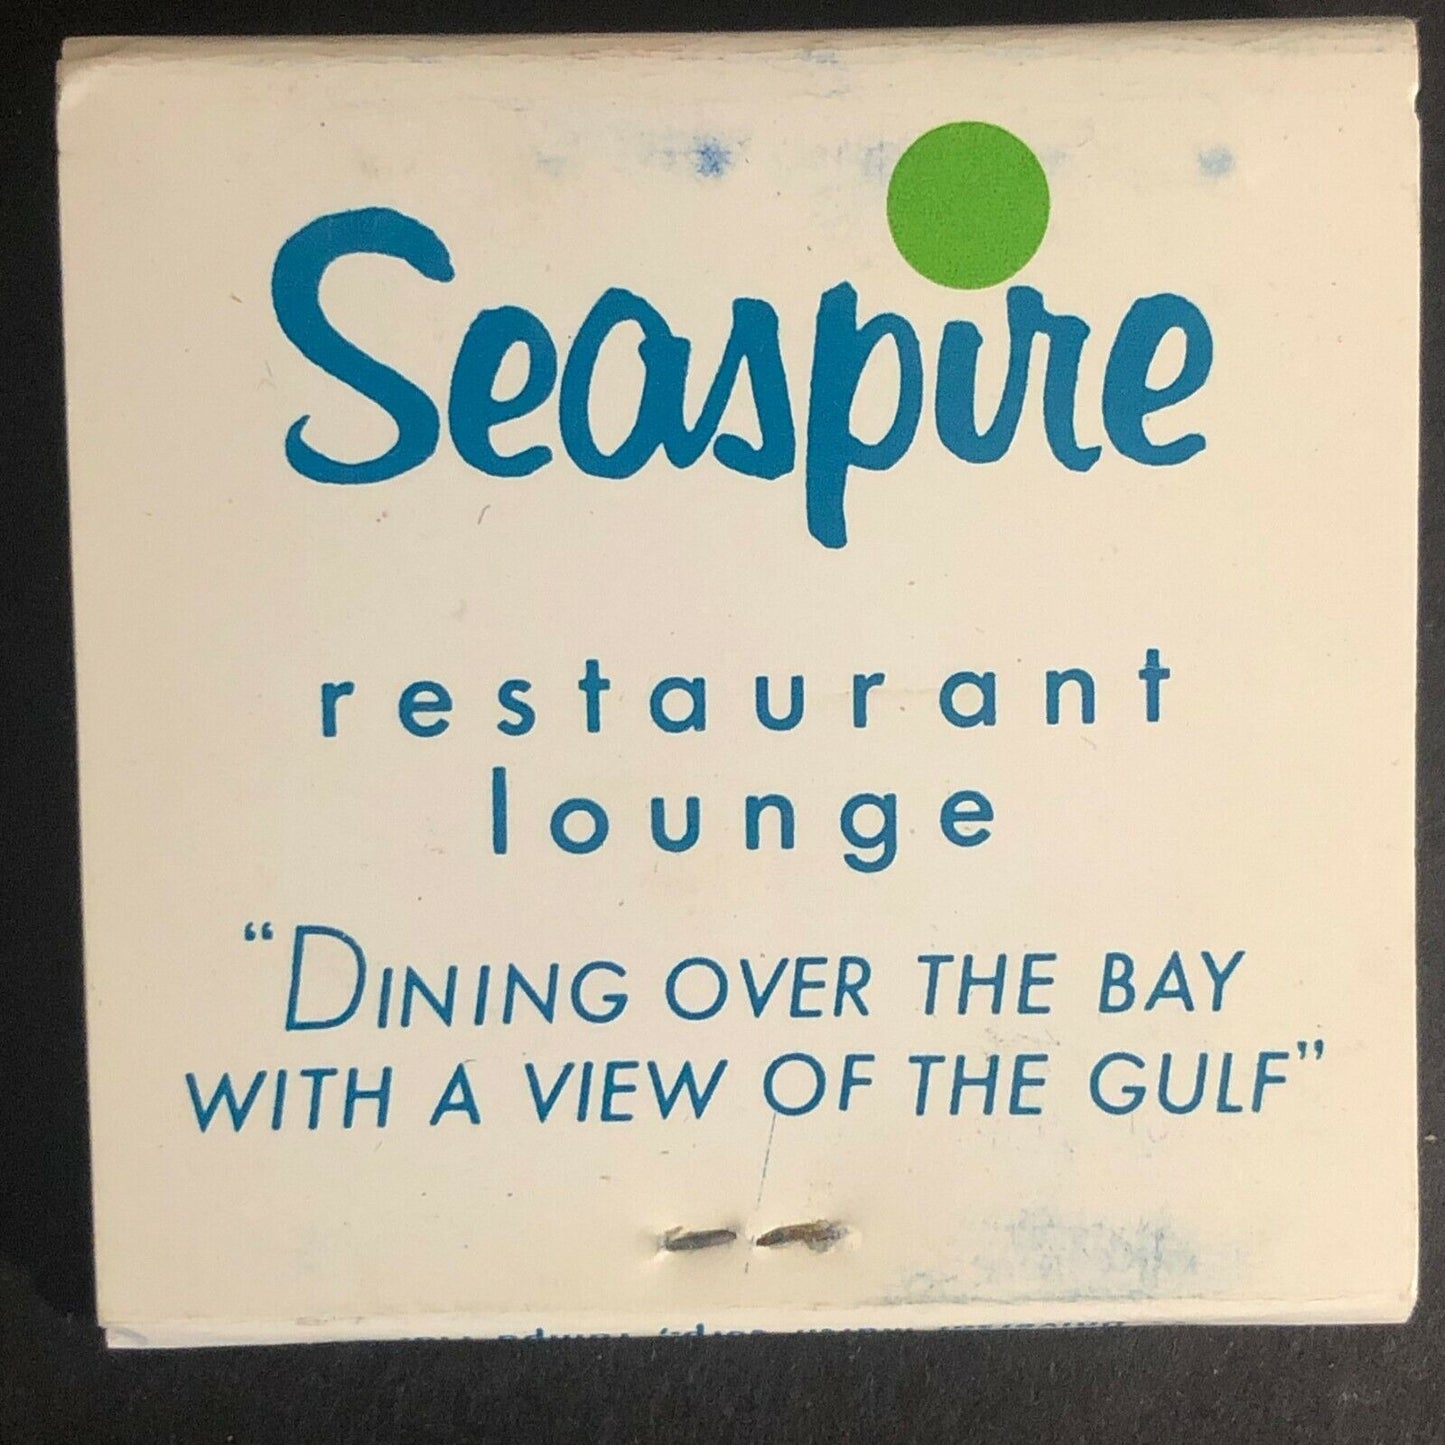 Seaspire
restaurant
lounge
“DINING OVER THE BAY
WITH A VIEW OF THE GULF”